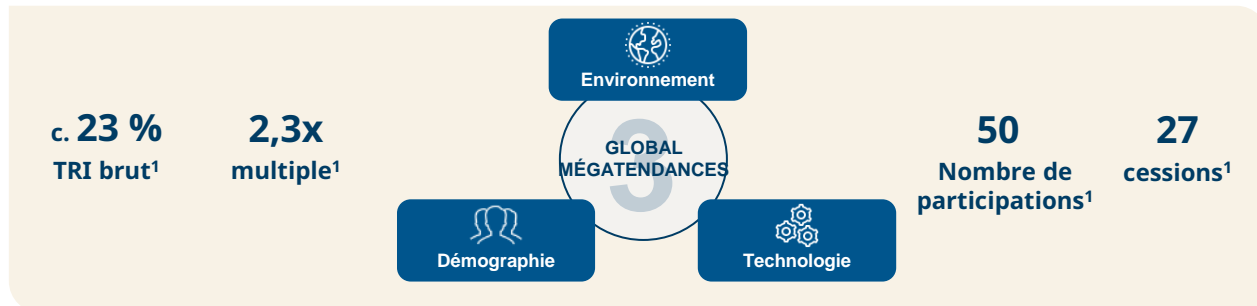 c. 23 %
TRI brut¹
2,3x
multiple¹
Environnement
3
GLOBAL
MÉGATENDANCES
Démographie
Technologie
50
Nombre de
participations¹
27
cessions¹